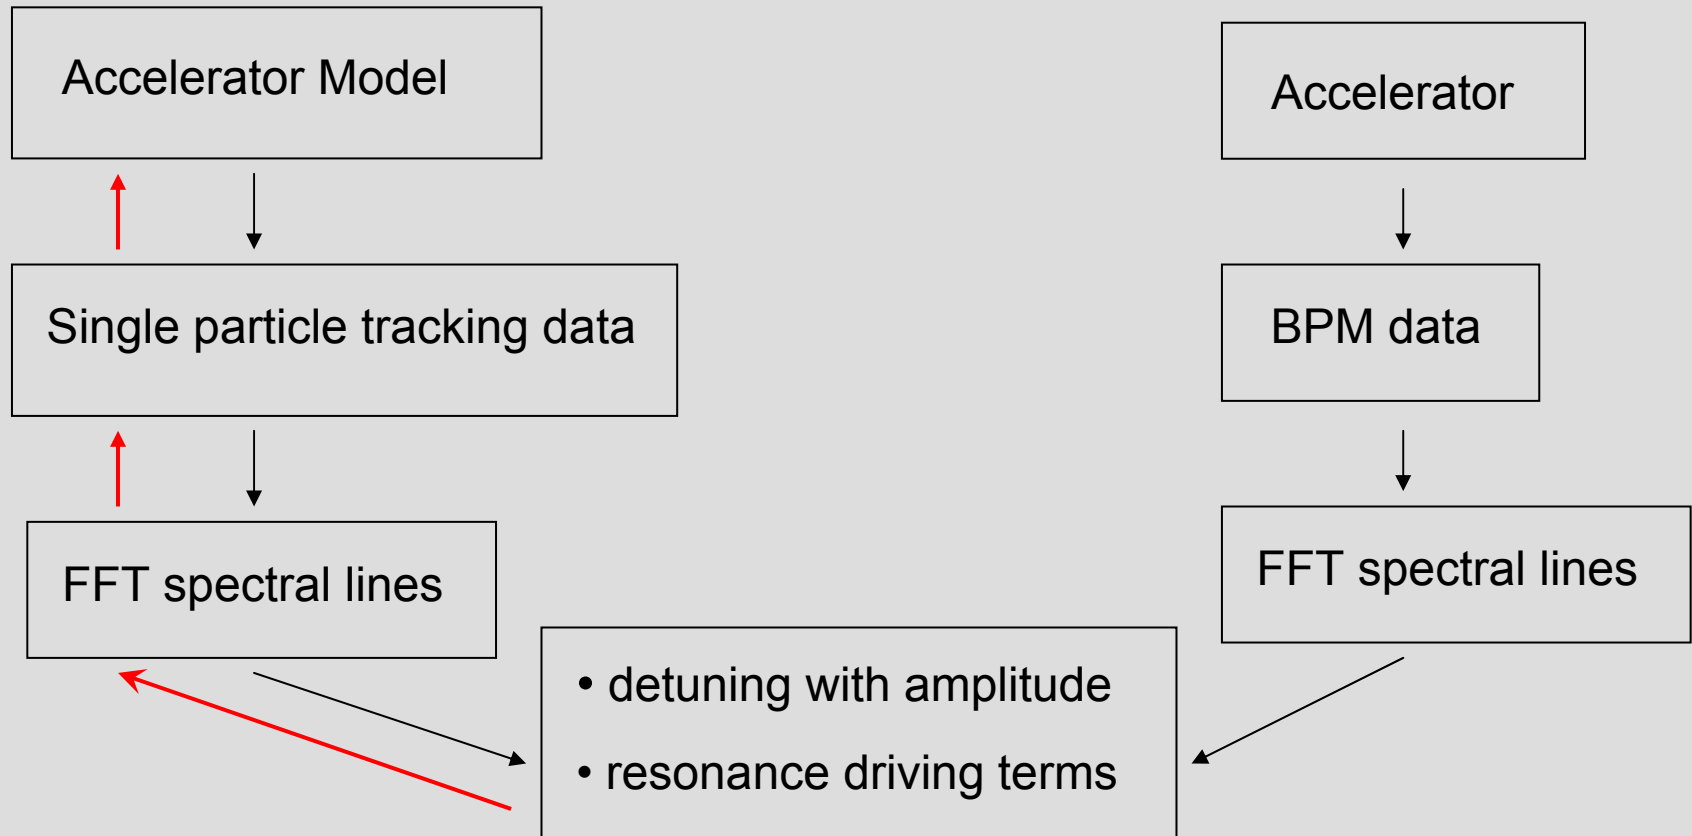 Accelerator Model
Accelerator
Single particle tracking data
BPM data
FFT spectral lines
FFT spectral lines
• detuning with amplitude
• resonance driving terms